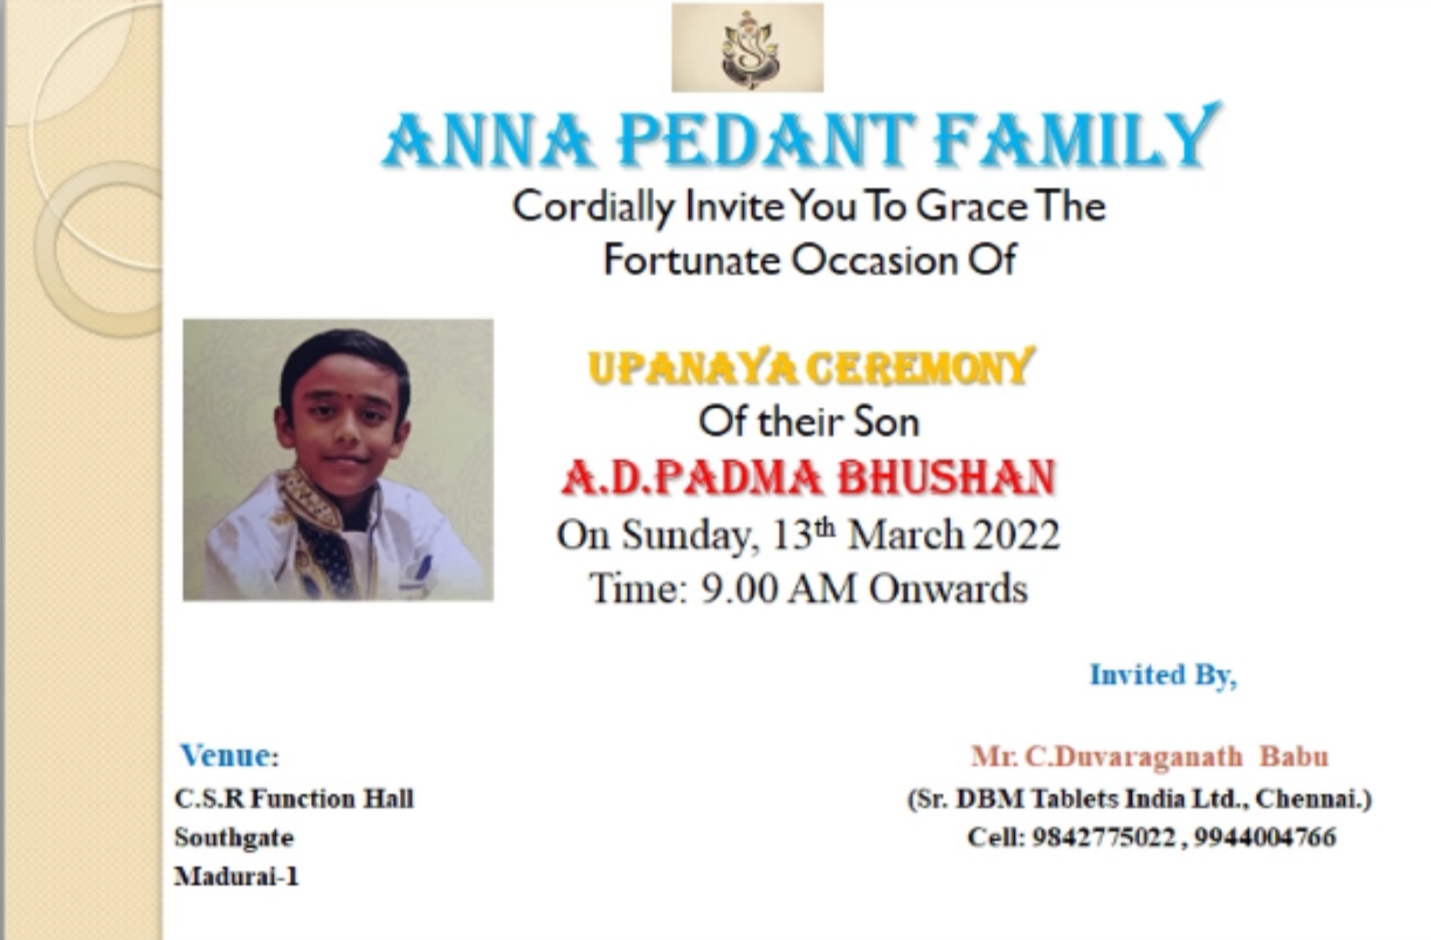 ANNA PEDANT FAMILY
Cordially Invite You To Grace The
Fortunate Occasion Of
UPANAYA CEREMONY
Of their Son
A.D.PADMA BHUSHAN
On Sunday, 13th March 2022
Time: 9.00 AM Onwards
Invited By,
Venue:
C.S.R Function Hall
Southgate
Madurai-1
Mr. C.Duvaraganath Babu
(Sr. DBM Tablets India Ltd., Chennai.)
Cell: 9842775022 , 9944004766